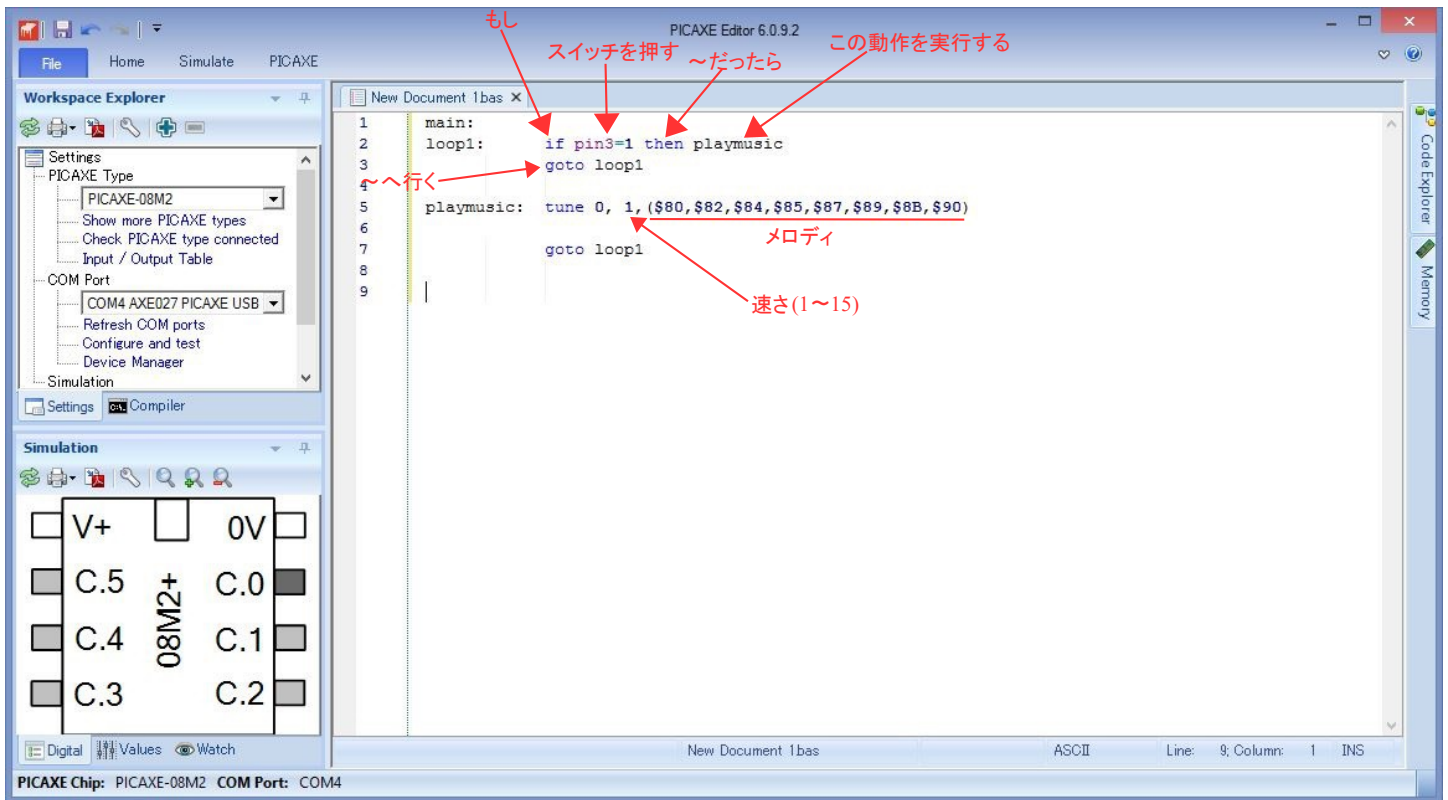 PICAXE Editor 6.0.9.2
File Home Simulate PICAXE
もし
スイッチを押す
～だったら
この動作を実行する
Workspace Explorer
Settings
PICAXE Type
PICAXE-08M2
Show more PICAXE types
Check PICAXE type connected
Input / Output Table
COM Port
COM4 AXE027 PICAXE USB
Refresh COM ports
Configure and test
Device Manager
Simulation
Settings Compiler
New Document 1.bas
1 main:
2 loop1: if pin3=1 then playmusic
3 goto loop1
～へ行く
4
5 playmusic: tune 0, 1,($80,$82,$84,$85,$87,$89,$8B,$90)
6
メロディ
7 goto loop1
8
9
速さ(1～15)
Code Explorer
Memory
Simulation
V+ 0V
C.5 C.0
C.4 C.1
C.3 C.2
08M2+
Digital Values Watch
New Document 1.bas ASCII Line: 9; Column: 1 INS
PICAXE Chip: PICAXE-08M2 COM Port: COM4